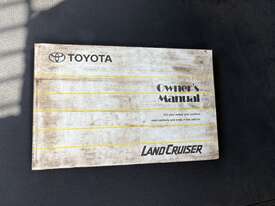 TOYOTA
Owner's
Manual
LAND CRUISER